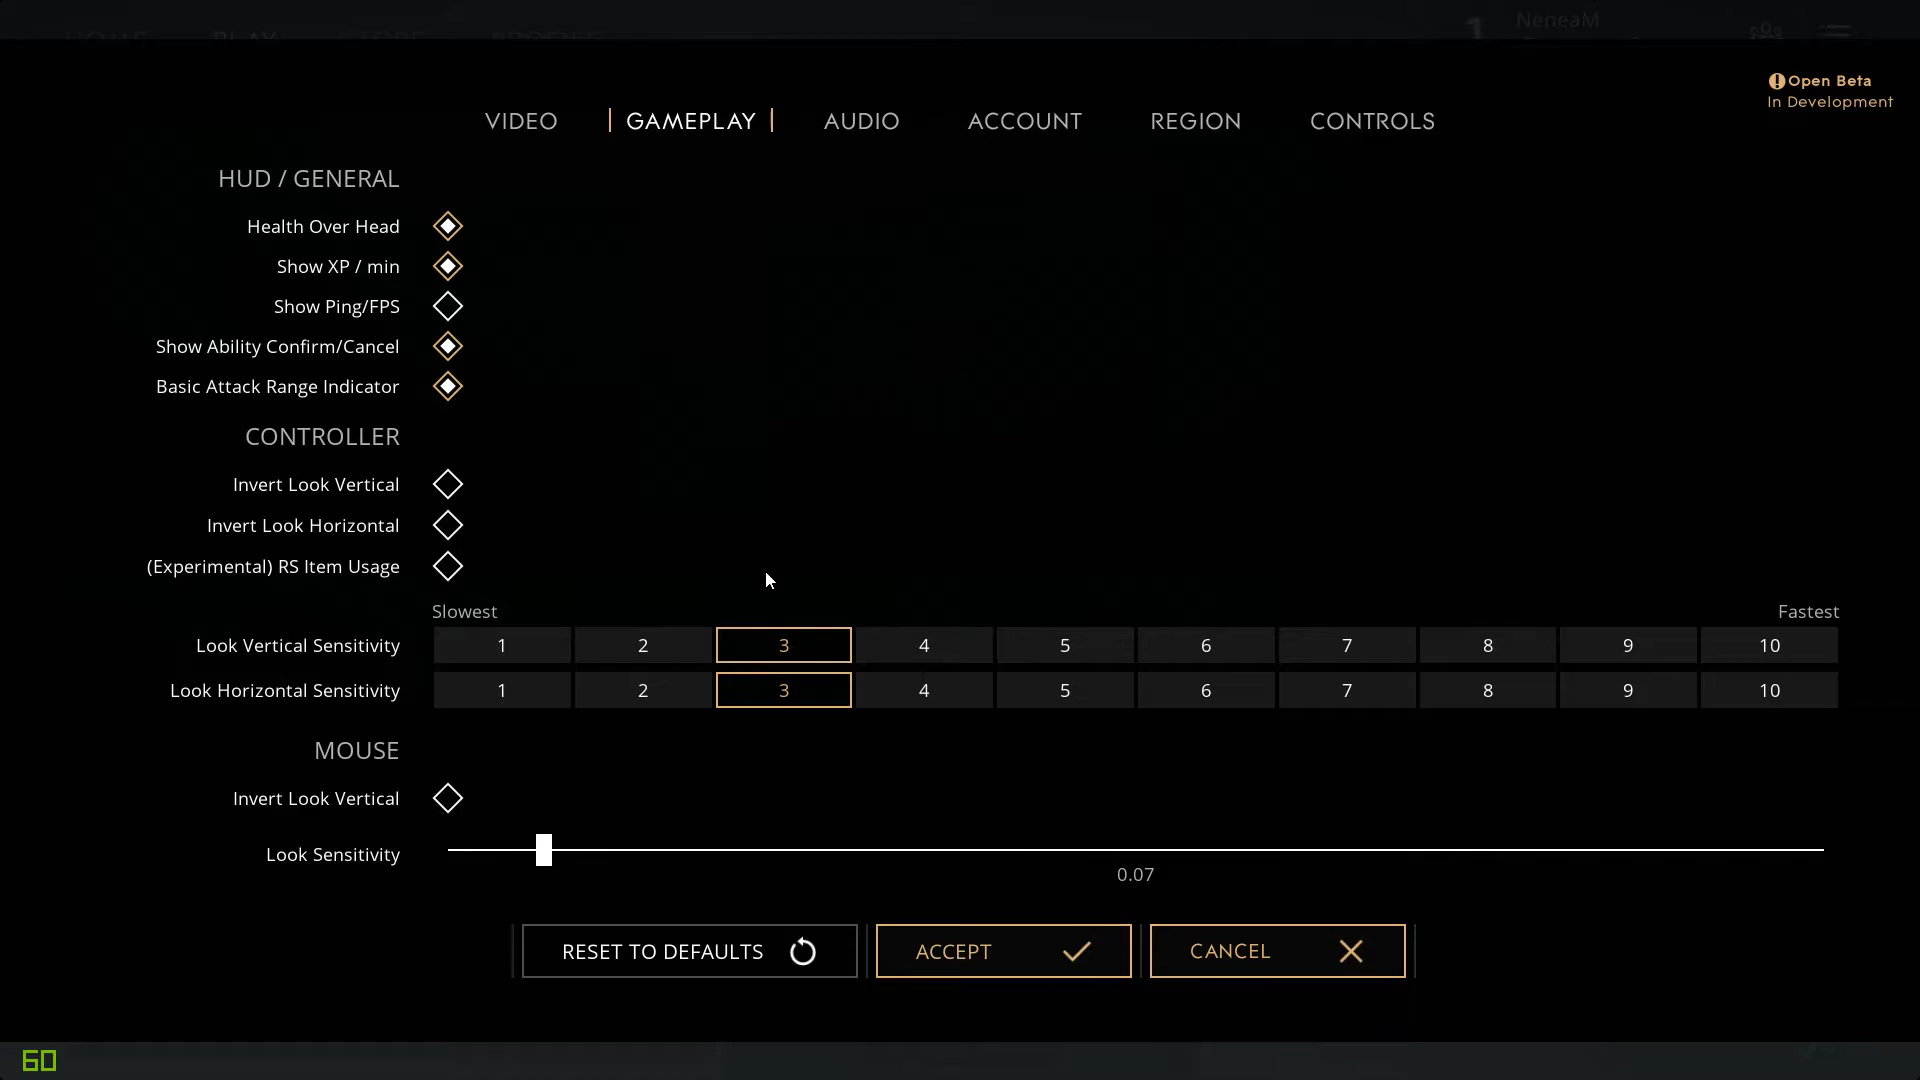 NeneaM
Open Beta
In Development
VIDEO GAMEPLAY AUDIO ACCOUNT REGION CONTROLS
HUD / GENERAL
Health Over Head
Show XP / min
Show Ping/FPS
Show Ability Confirm/Cancel
Basic Attack Range Indicator
CONTROLLER
Invert Look Vertical
Invert Look Horizontal
(Experimental) RS Item Usage
Slowest Fastest
Look Vertical Sensitivity 1 2 3 4 5 6 7 8 9 10
Look Horizontal Sensitivity 1 2 3 4 5 6 7 8 9 10
MOUSE
Invert Look Vertical
Look Sensitivity
0.07
RESET TO DEFAULTS ACCEPT CANCEL
60